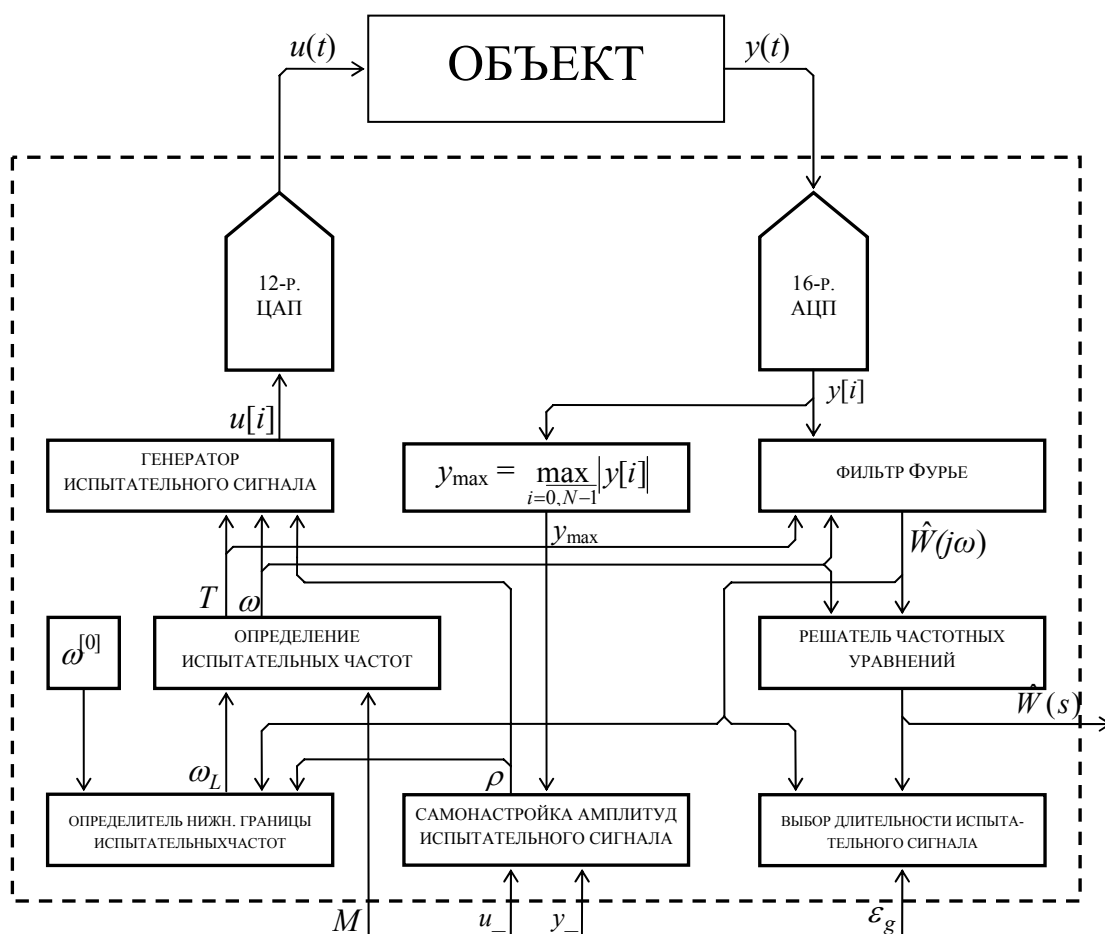 u(t)
ОБЪЕКТ
y(t)
12-Р.
ЦАП
16-Р.
АЦП
u[i]
y[i]
ГЕНЕРАТОР
ИСПЫТАТЕЛЬНОГО СИГНАЛА
y_max = max |y[i]|
i=0,N−1
ФИЛЬТР ФУРЬЕ
y_max
Ŵ(jω)
T
ω
ω^[0]
ОПРЕДЕЛЕНИЕ
ИСПЫТАТЕЛЬНЫХ ЧАСТОТ
РЕШАТЕЛЬ ЧАСТОТНЫХ
УРАВНЕНИЙ
Ŵ(s)
ω_L
ρ
ОПРЕДЕЛИТЕЛЬ НИЖН. ГРАНИЦЫ
ИСПЫТАТЕЛЬНЫХЧАСТОТ
САМОНАСТРОЙКА АМПЛИТУД
ИСПЫТАТЕЛЬНОГО СИГНАЛА
ВЫБОР ДЛИТЕЛЬНОСТИ ИСПЫТА-
ТЕЛЬНОГО СИГНАЛА
M
u_
y_
ε_g